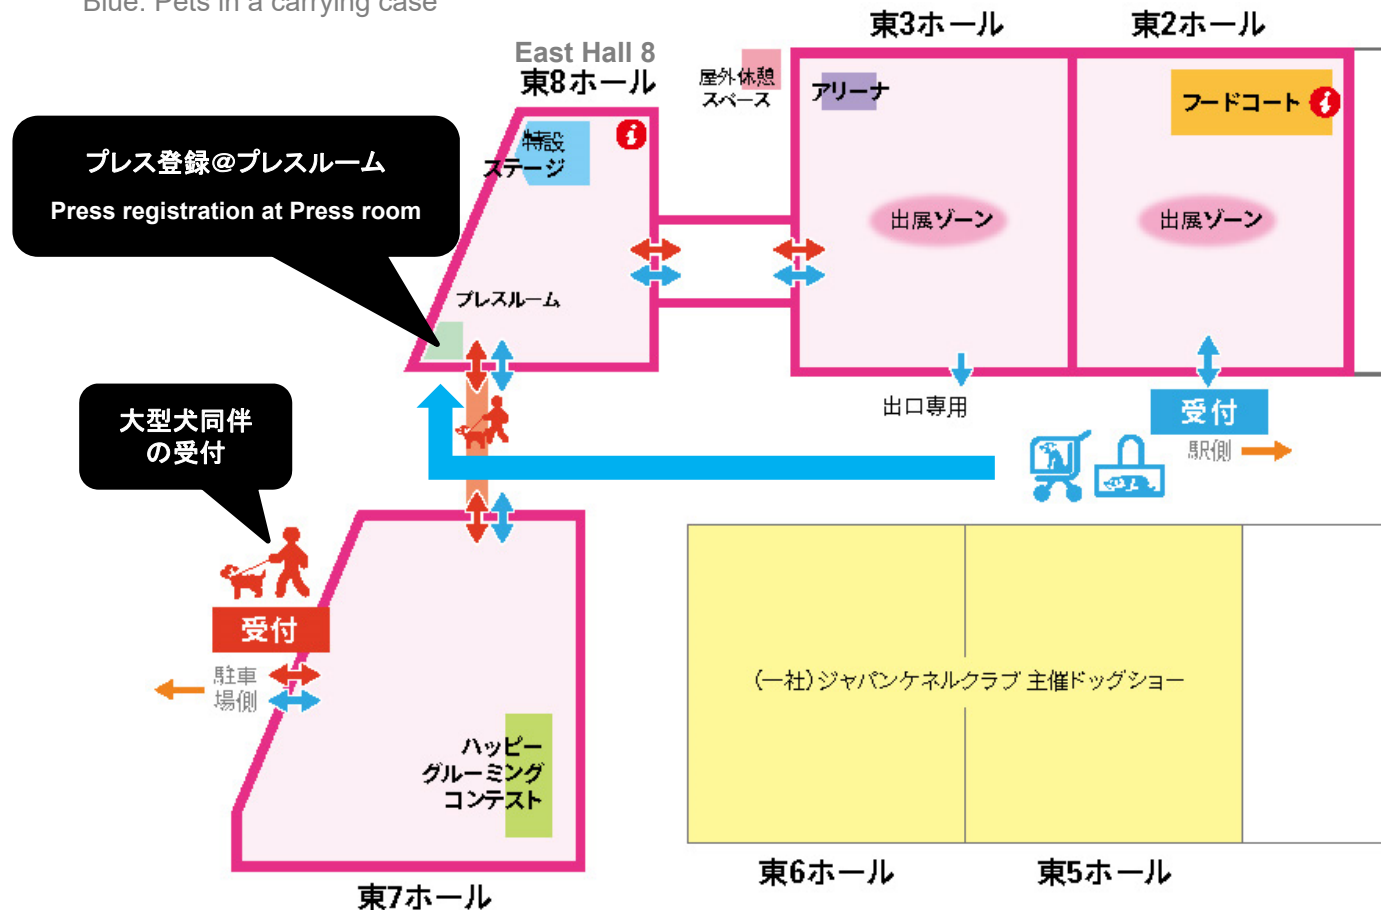 Blue: Pets in a carrying case
東3ホール
東2ホール
East Hall 8
東8ホール
屋外休憩
スペース
アリーナ
フードコート
i
特設
ステージ
i
プレス登録@プレスルーム
Press registration at Press room
出展ゾーン
出展ゾーン
プレスルーム
大型犬同伴
の受付
出口専用
受付
駅側
受付
駐車
場側
(一社)ジャパンケネルクラブ 主催ドッグショー
ハッピー
グルーミング
コンテスト
東6ホール
東5ホール
東7ホール